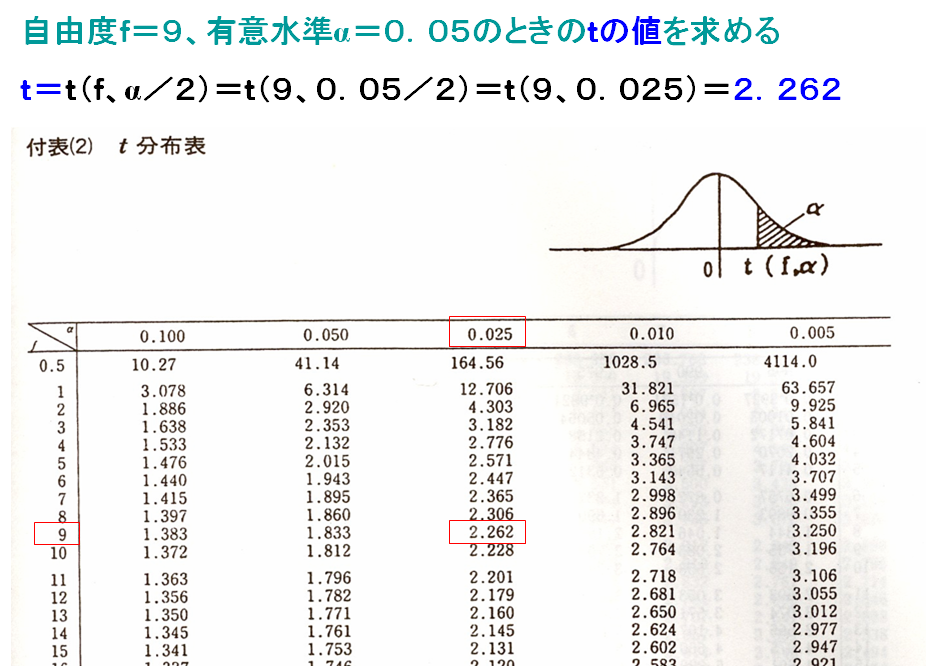 自由度f＝９、有意水準α＝０．０５のときのtの値を求める
t＝t（f、α／２）＝t（９、０．０５／２）＝t（９、０．０２５）＝２．２６２
付表(2) t 分布表
α
0 t (f,α)
f α 0.100 0.050 0.025 0.010 0.005
0.5 10.27 41.14 164.56 1028.5 4114.0
1 3.078 6.314 12.706 31.821 63.657
2 1.886 2.920 4.303 6.965 9.925
3 1.638 2.353 3.182 4.541 5.841
4 1.533 2.132 2.776 3.747 4.604
5 1.476 2.015 2.571 3.365 4.032
6 1.440 1.943 2.447 3.143 3.707
7 1.415 1.895 2.365 2.998 3.499
8 1.397 1.860 2.306 2.896 3.355
9 1.383 1.833 2.262 2.821 3.250
10 1.372 1.812 2.228 2.764 3.196
11 1.363 1.796 2.201 2.718 3.106
12 1.356 1.782 2.179 2.681 3.055
13 1.350 1.771 2.160 2.650 3.012
14 1.345 1.761 2.145 2.624 2.977
15 1.341 1.753 2.131 2.602 2.947